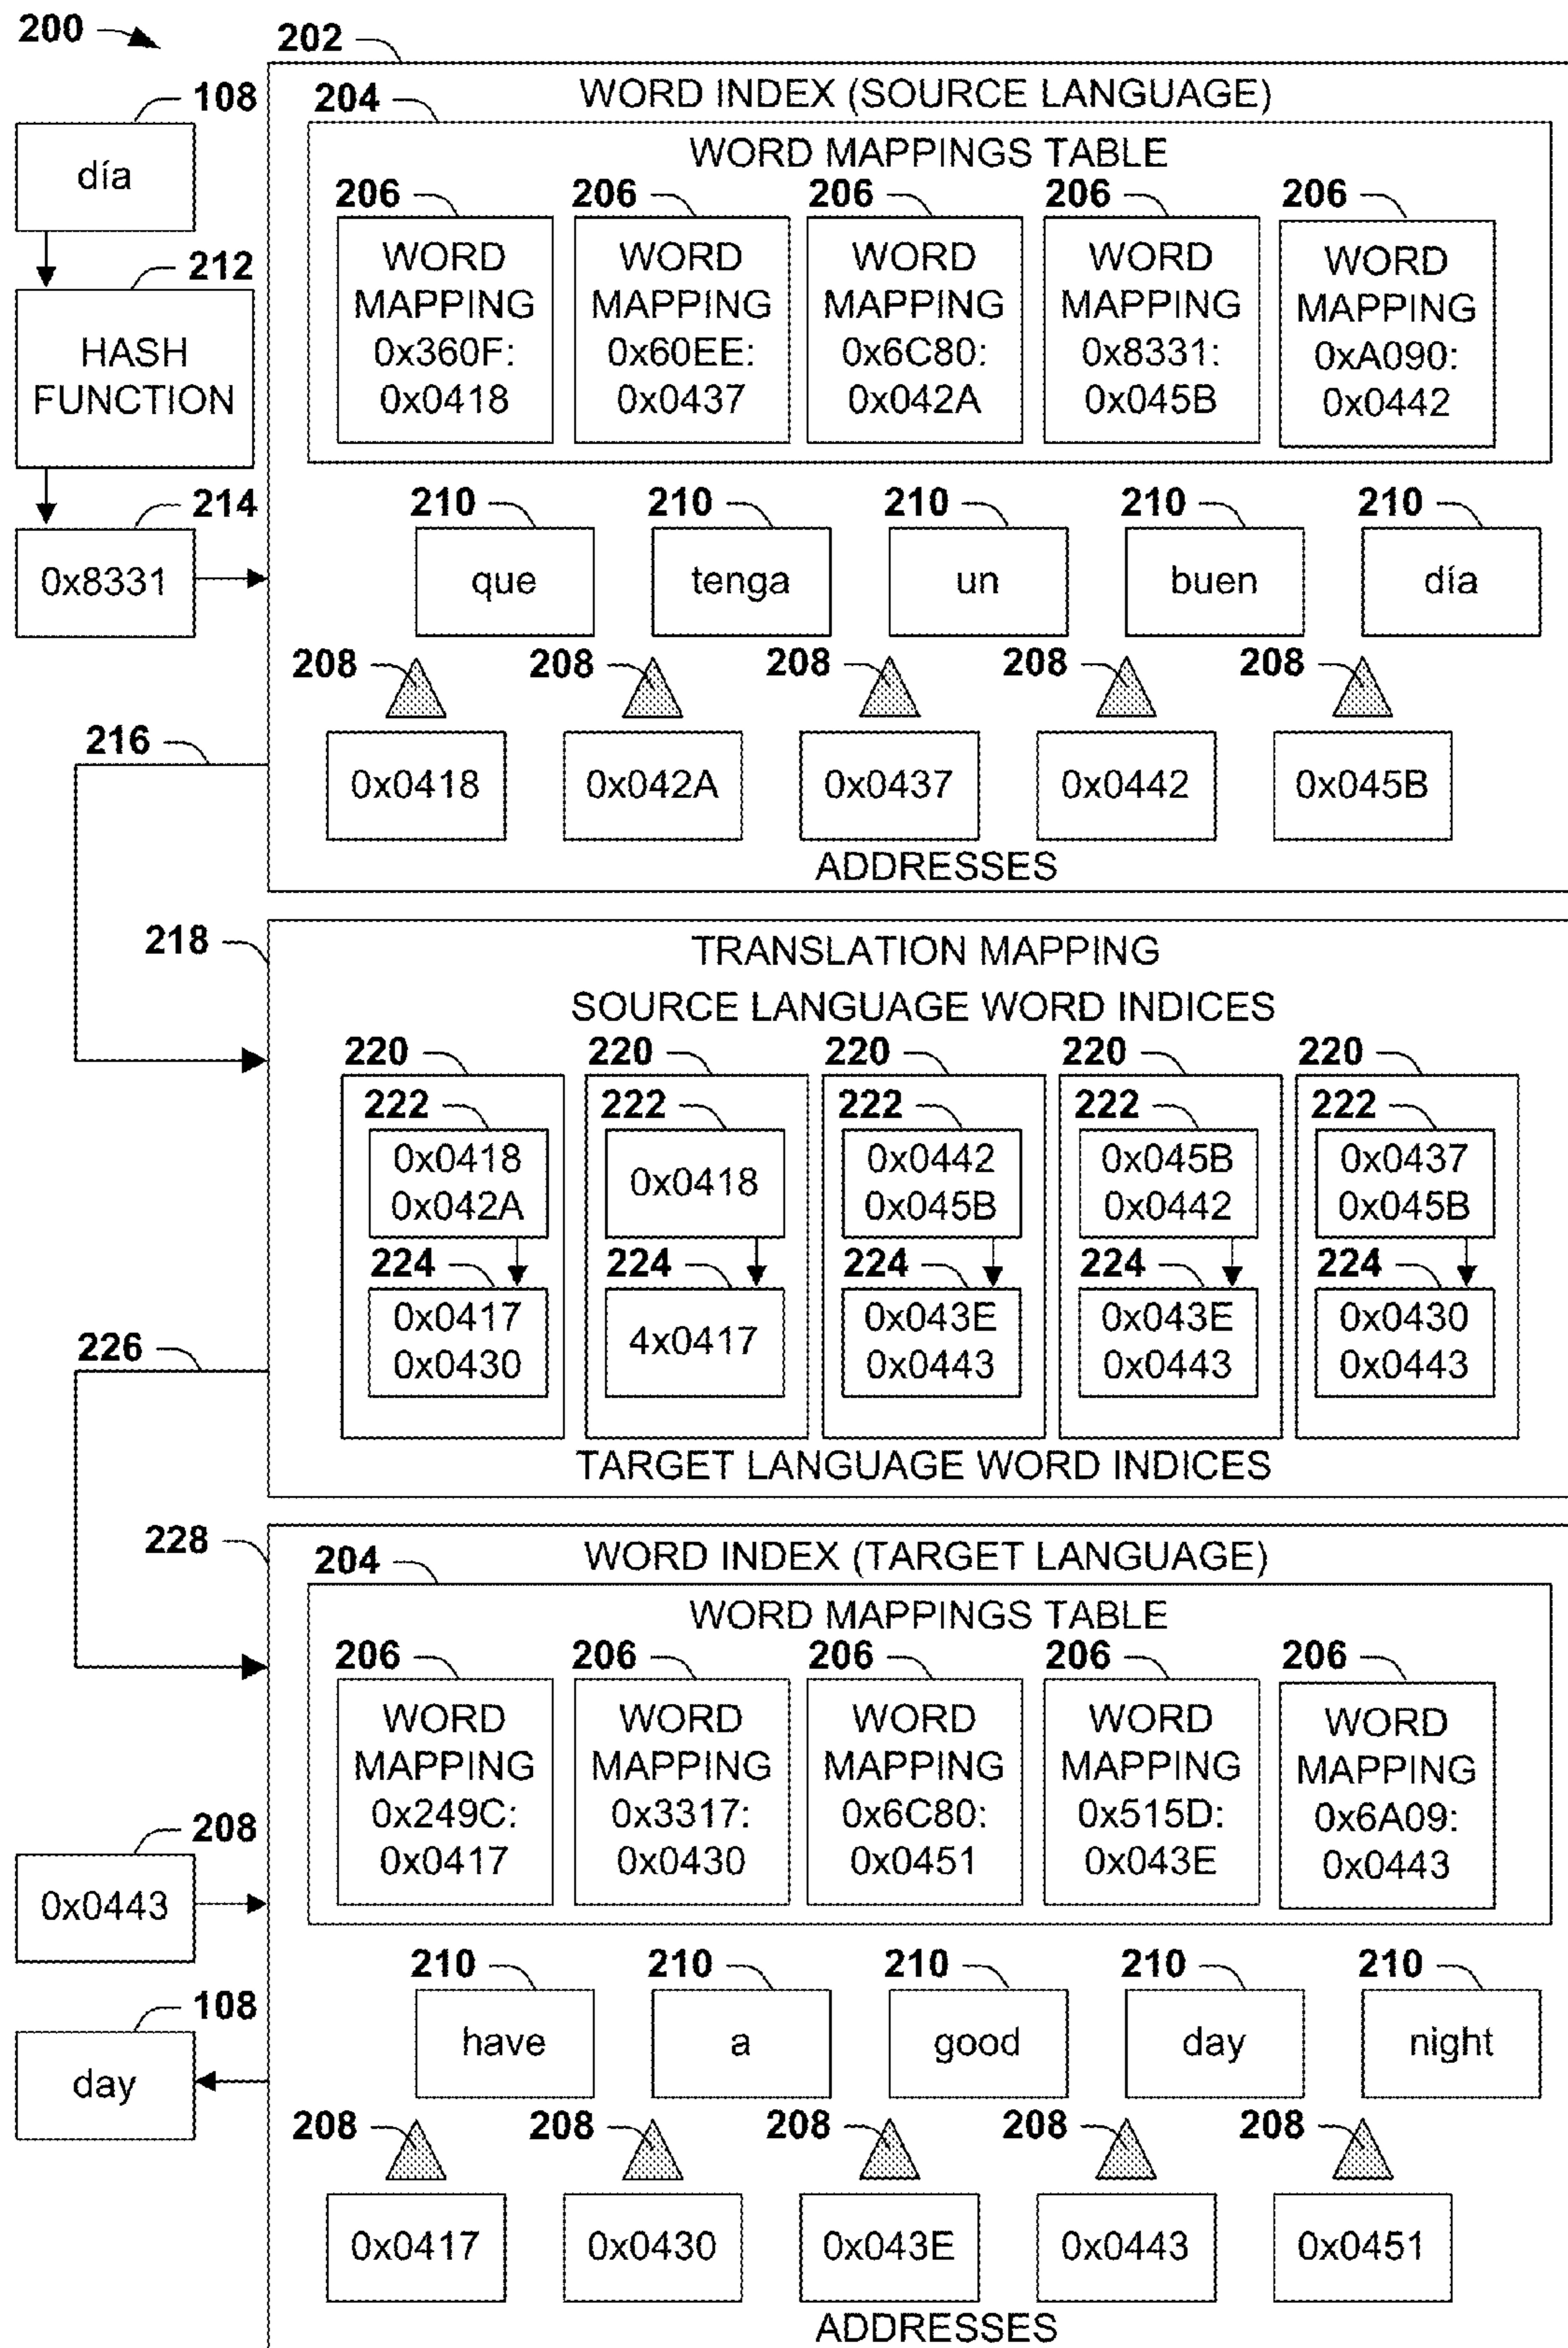 200
202
108
día
212
HASH
FUNCTION
214
0x8331
WORD INDEX (SOURCE LANGUAGE)
204
WORD MAPPINGS TABLE
206 206 206 206 206
WORD MAPPING 0x360F: 0x0418
WORD MAPPING 0x60EE: 0x0437
WORD MAPPING 0x6C80: 0x042A
WORD MAPPING 0x8331: 0x045B
WORD MAPPING 0xA090: 0x0442
210 210 210 210 210
que tenga un buen día
208 208 208 208 208
216
0x0418 0x042A 0x0437 0x0442 0x045B
ADDRESSES
218
TRANSLATION MAPPING
SOURCE LANGUAGE WORD INDICES
220 220 220 220 220
222 222 222 222 222
0x0418 0x0418 0x0442 0x045B 0x0437
0x042A 0x045B 0x0442 0x045B
224 224 224 224 224
0x0417 4x0417 0x043E 0x043E 0x0430
0x0430 0x0443 0x0443 0x0443
226
TARGET LANGUAGE WORD INDICES
228
WORD INDEX (TARGET LANGUAGE)
204
WORD MAPPINGS TABLE
206 206 206 206 206
WORD MAPPING 0x249C: 0x0417
WORD MAPPING 0x3317: 0x0430
WORD MAPPING 0x6C80: 0x0451
WORD MAPPING 0x515D: 0x043E
WORD MAPPING 0x6A09: 0x0443
208
0x0443
210 210 210 210 210
have a good day night
108
day
208 208 208 208 208
0x0417 0x0430 0x043E 0x0443 0x0451
ADDRESSES